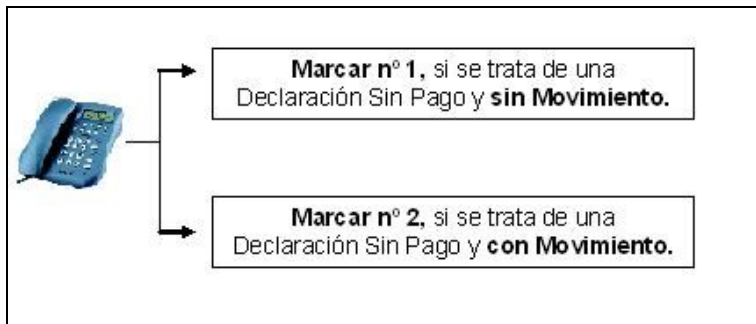 Marcar nº 1, si se trata de una
Declaración Sin Pago y sin Movimiento.
Marcar nº 2, si se trata de una
Declaración Sin Pago y con Movimiento.